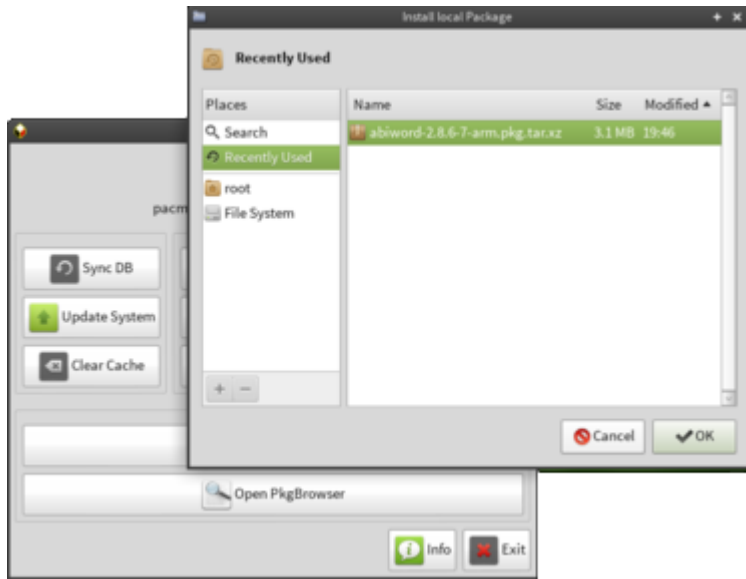 Install local Package
Recently Used
Places
Name Size Modified
Search
abiword-2.8.6-7-arm.pkg.tar.xz 3.1 MB 19:46
Recently Used
root
File System
pacm
Sync DB
Update System
Clear Cache
Cancel OK
Open PkgBrowser
Info Exit